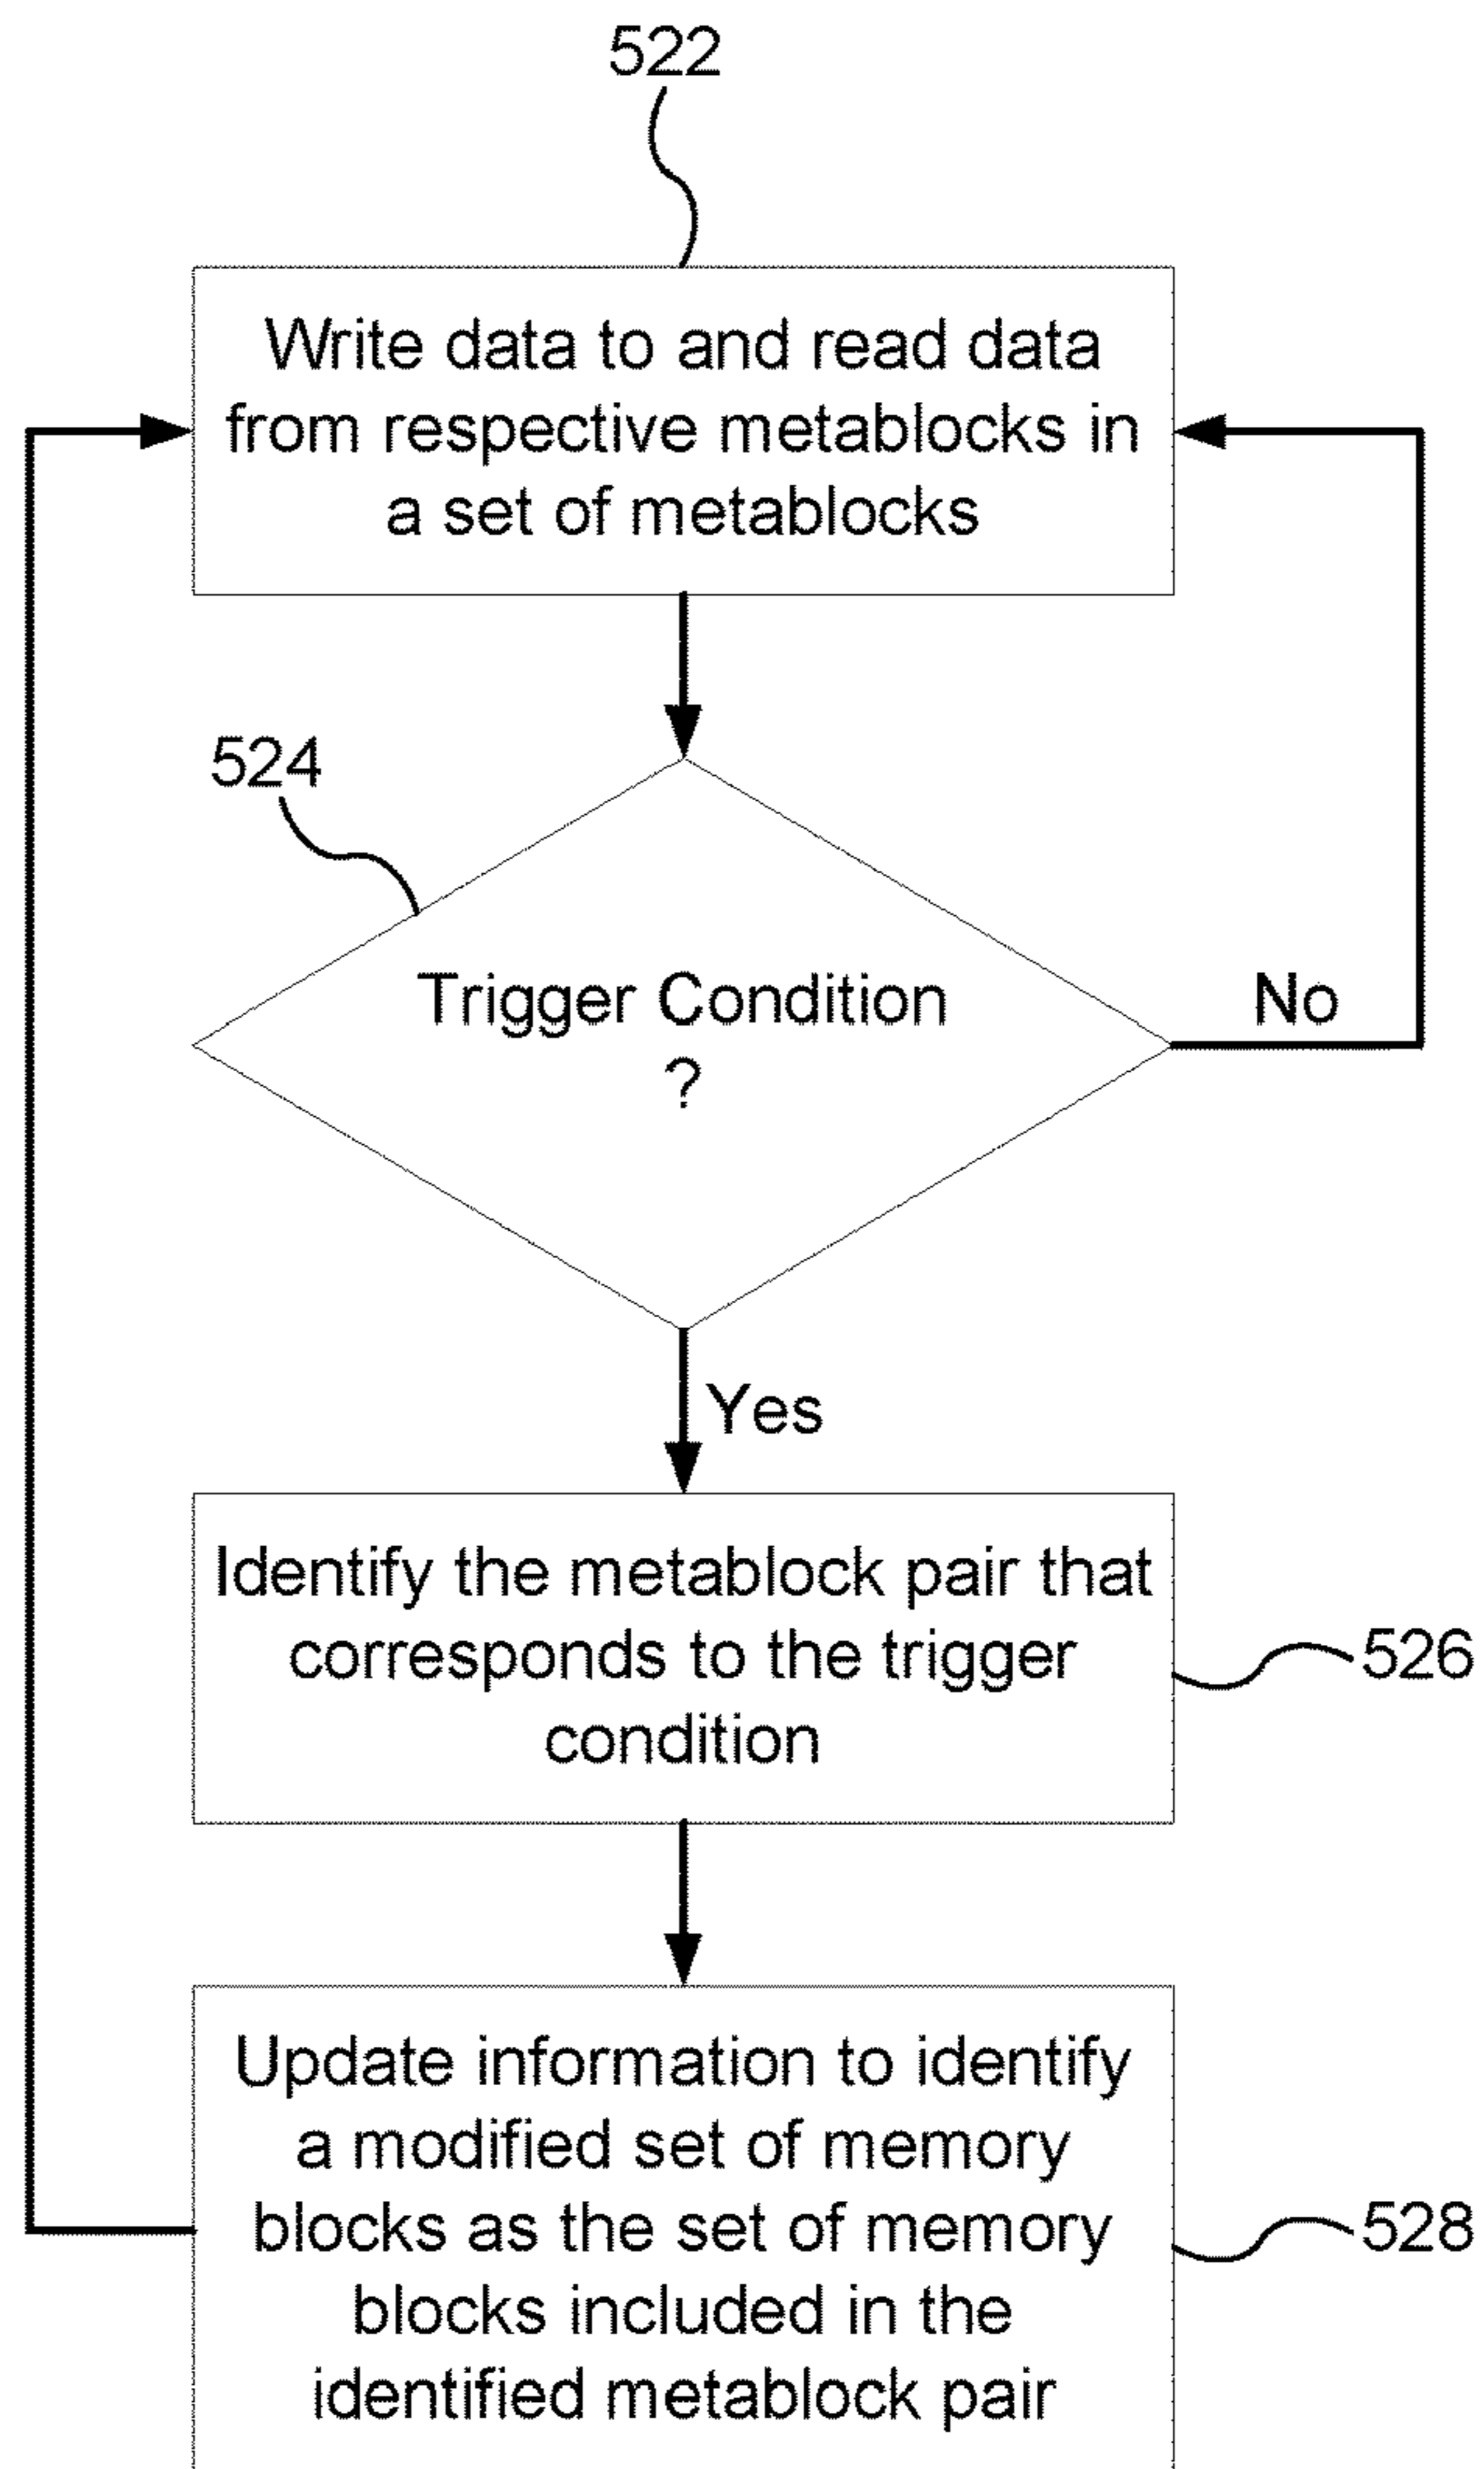 522
Write data to and read data
from respective metablocks in
a set of metablocks
524
Trigger Condition
?
No
Yes
Identify the metablock pair that
corresponds to the trigger
condition
526
Update information to identify
a modified set of memory
blocks as the set of memory
blocks included in the
identified metablock pair
528